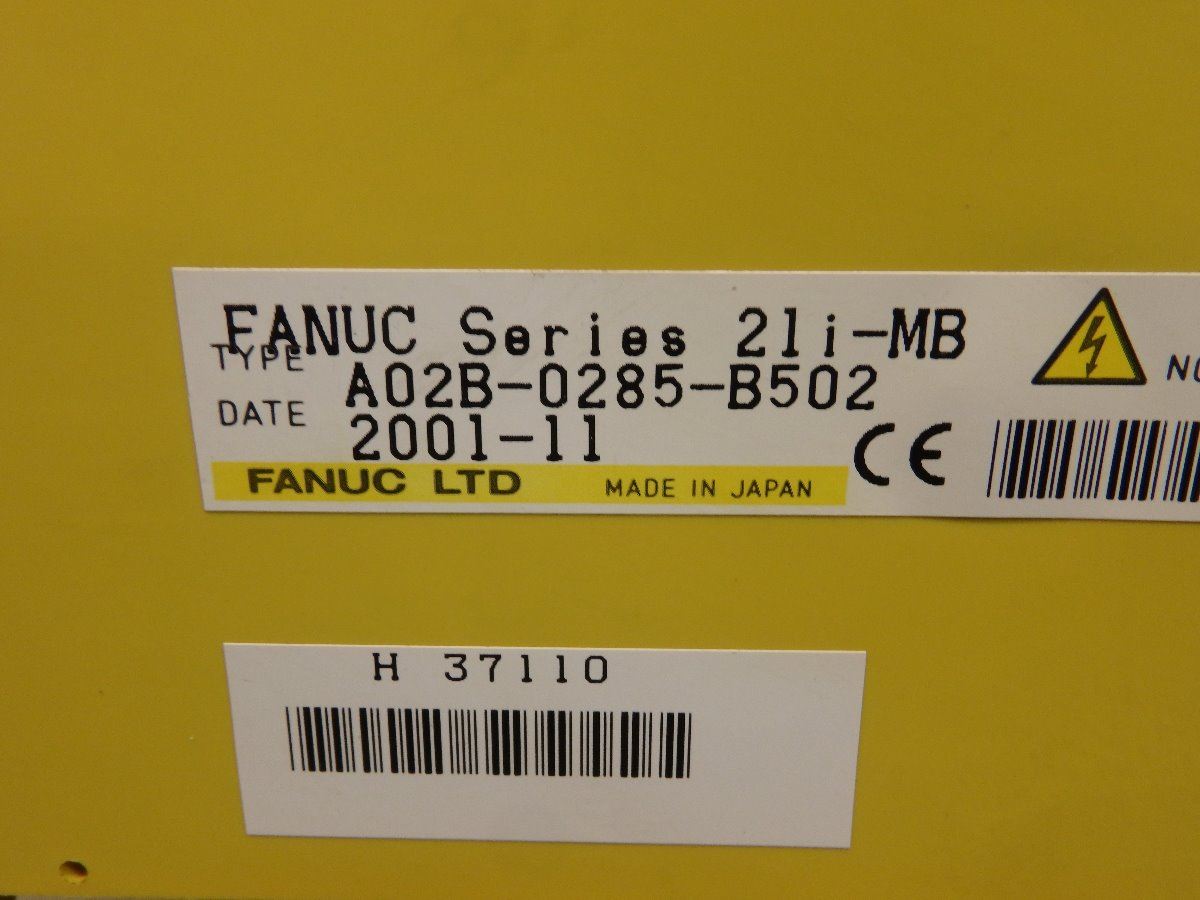 FANUC Series 21i-MB
TYPE A02B-0285-B502
DATE 2001-11
FANUC LTD MADE IN JAPAN
CE
H 37110